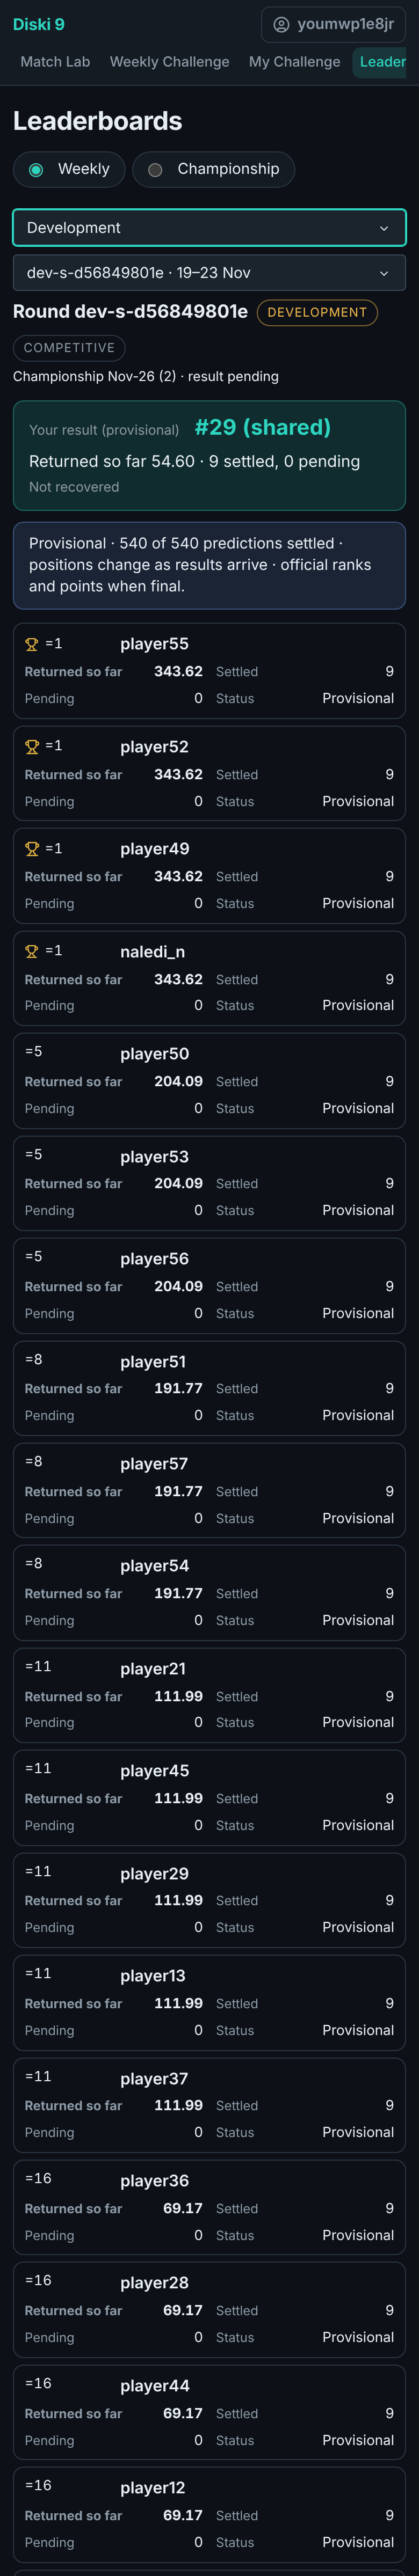 Diski 9
youmwp1e8jr
Match Lab Weekly Challenge My Challenge Leader
Leaderboards
Weekly Championship
Development
dev-s-d56849801e · 19–23 Nov
Round dev-s-d56849801e DEVELOPMENT
COMPETITIVE
Championship Nov-26 (2) · result pending
Your result (provisional) #29 (shared)
Returned so far 54.60 · 9 settled, 0 pending
Not recovered
Provisional · 540 of 540 predictions settled ·
positions change as results arrive · official ranks
and points when final.
=1 player55
Returned so far 343.62 Settled 9
Pending 0 Status Provisional
=1 player52
Returned so far 343.62 Settled 9
Pending 0 Status Provisional
=1 player49
Returned so far 343.62 Settled 9
Pending 0 Status Provisional
=1 naledi_n
Returned so far 343.62 Settled 9
Pending 0 Status Provisional
=5 player50
Returned so far 204.09 Settled 9
Pending 0 Status Provisional
=5 player53
Returned so far 204.09 Settled 9
Pending 0 Status Provisional
=5 player56
Returned so far 204.09 Settled 9
Pending 0 Status Provisional
=8 player51
Returned so far 191.77 Settled 9
Pending 0 Status Provisional
=8 player57
Returned so far 191.77 Settled 9
Pending 0 Status Provisional
=8 player54
Returned so far 191.77 Settled 9
Pending 0 Status Provisional
=11 player21
Returned so far 111.99 Settled 9
Pending 0 Status Provisional
=11 player45
Returned so far 111.99 Settled 9
Pending 0 Status Provisional
=11 player29
Returned so far 111.99 Settled 9
Pending 0 Status Provisional
=11 player13
Returned so far 111.99 Settled 9
Pending 0 Status Provisional
=11 player37
Returned so far 111.99 Settled 9
Pending 0 Status Provisional
=16 player36
Returned so far 69.17 Settled 9
Pending 0 Status Provisional
=16 player28
Returned so far 69.17 Settled 9
Pending 0 Status Provisional
=16 player44
Returned so far 69.17 Settled 9
Pending 0 Status Provisional
=16 player12
Returned so far 69.17 Settled 9
Pending 0 Status Provisional